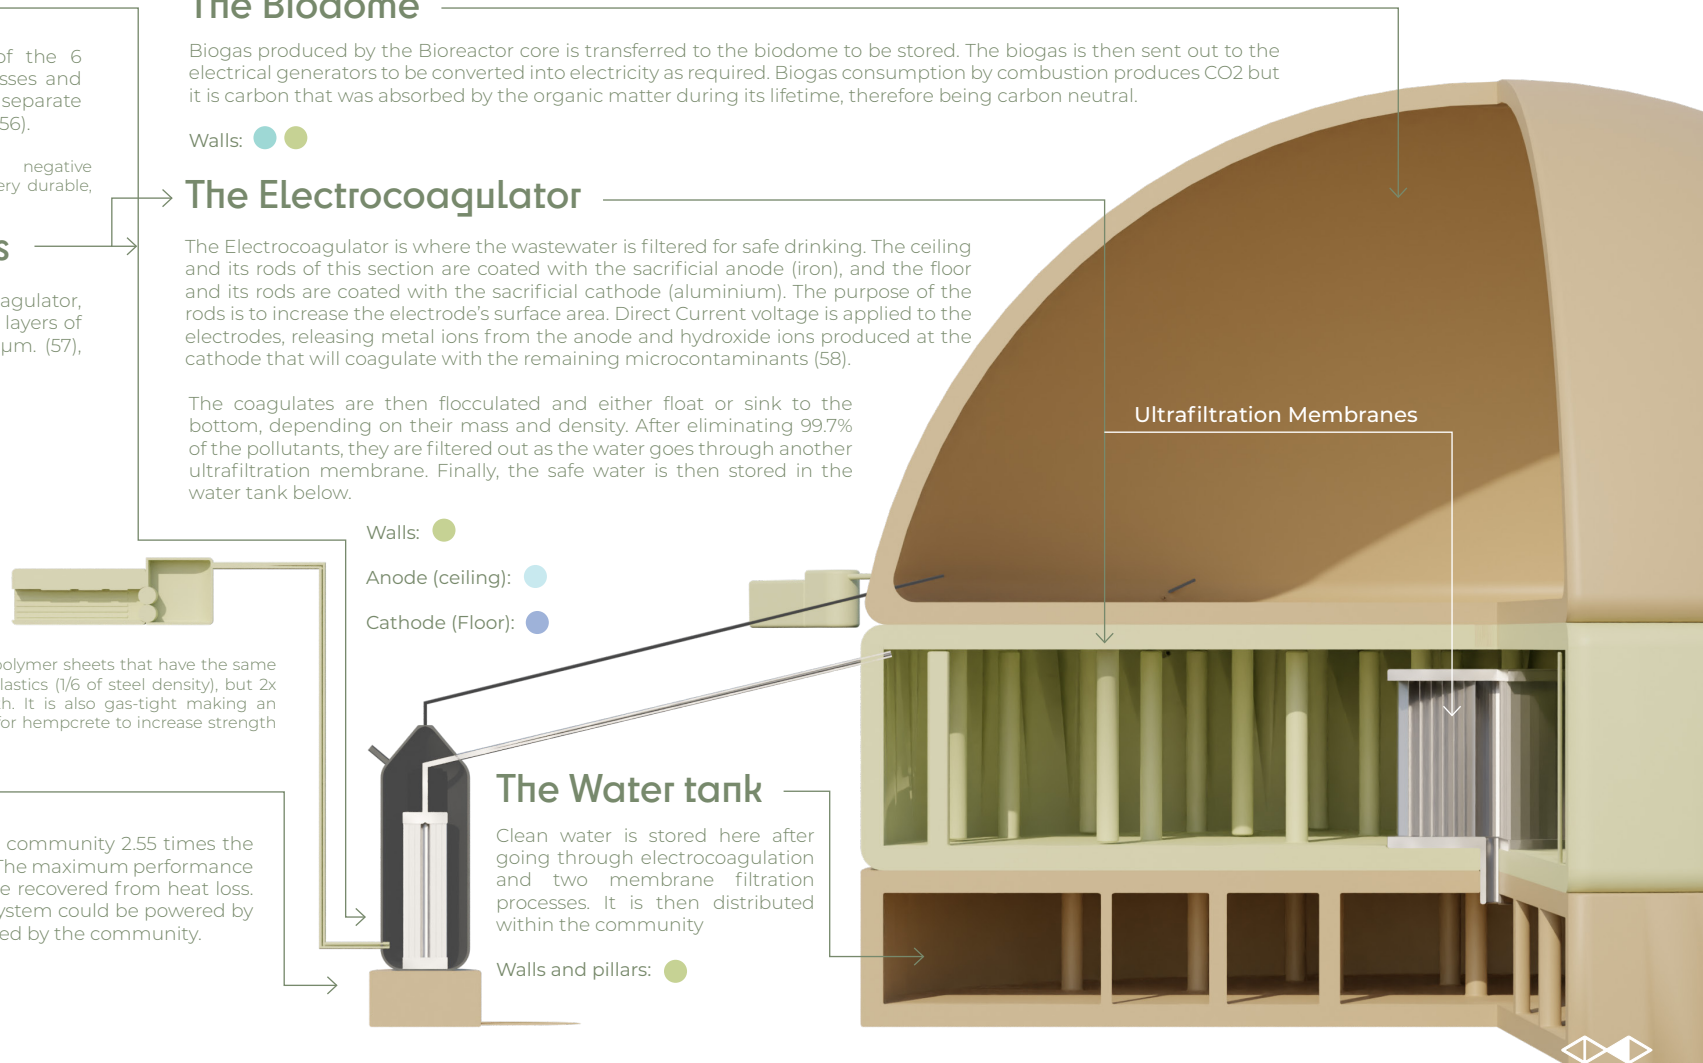 of the 6
sses and
separate
56).
negative
ery durable,
s
agulator,
layers of
µm. (57),
The Biodome
Biogas produced by the Bioreactor core is transferred to the biodome to be stored. The biogas is then sent out to the
electrical generators to be converted into electricity as required. Biogas consumption by combustion produces CO2 but
it is carbon that was absorbed by the organic matter during its lifetime, therefore being carbon neutral.
Walls:
The Electrocoagulator
The Electrocoagulator is where the wastewater is filtered for safe drinking. The ceiling
and its rods of this section are coated with the sacrificial anode (iron), and the floor
and its rods are coated with the sacrificial cathode (aluminium). The purpose of the
rods is to increase the electrode's surface area. Direct Current voltage is applied to the
electrodes, releasing metal ions from the anode and hydroxide ions produced at the
cathode that will coagulate with the remaining microcontaminants (58).
The coagulates are then flocculated and either float or sink to the
bottom, depending on their mass and density. After eliminating 99.7%
of the pollutants, they are filtered out as the water goes through another
ultrafiltration membrane. Finally, the safe water is then stored in the
water tank below.
Walls:
Anode (ceiling):
Cathode (Floor):
Ultrafiltration Membranes
polymer sheets that have the same
lastics (1/6 of steel density), but 2x
th. It is also gas-tight making an
for hempcrete to increase strength
community 2.55 times the
The maximum performance
e recovered from heat loss.
ystem could be powered by
ed by the community.
The Water tank
Clean water is stored here after
going through electrocoagulation
and two membrane filtration
processes. It is then distributed
within the community
Walls and pillars: